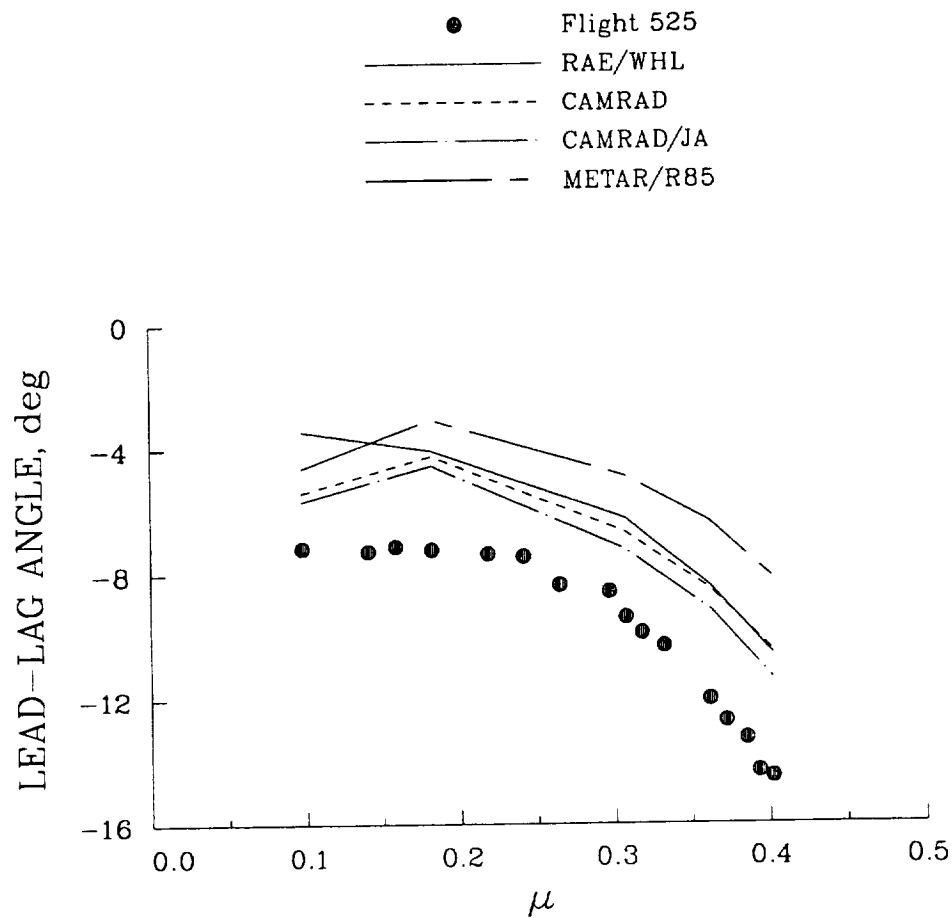 Flight 525
RAE/WHL
CAMRAD
CAMRAD/JA
METAR/R85
LEAD-LAG ANGLE, deg
0
-4
-8
-12
-16
0.0 0.1 0.2 0.3 0.4 0.5
μ